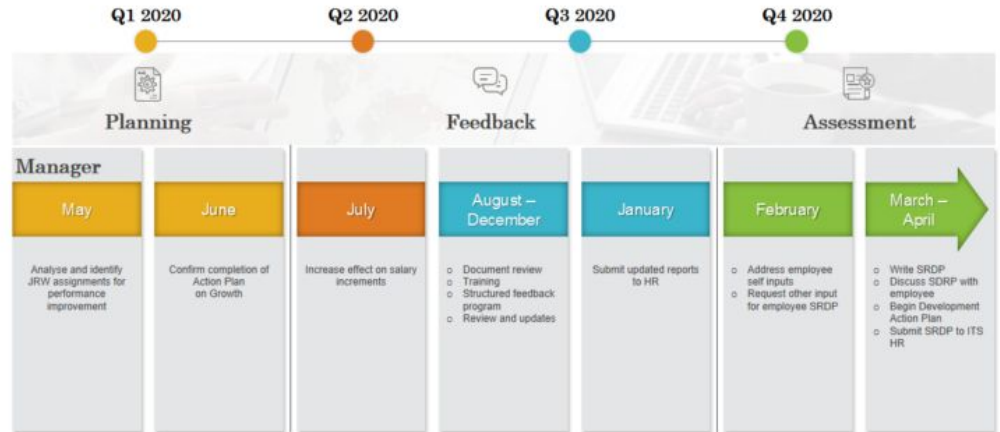 Q1 2020
Q2 2020
Q3 2020
Q4 2020
Planning
Feedback
Assessment
Manager
May
June
July
August –
December
January
February
March –
April
Analyse and identify
JRW assignments for
performance
improvement
Confirm completion of
Action Plan
on Growth
Increase effect on salary
increments
o Document review
o Training
o Structured feedback
program
o Review and updates
Submit updated reports
to HR
o Address employee
self inputs
o Request other input
for employee SRDP
o Write SRDP
o Discuss SDRP with
employee
o Begin Development
Action Plan
o Submit SRDP to ITS
HR